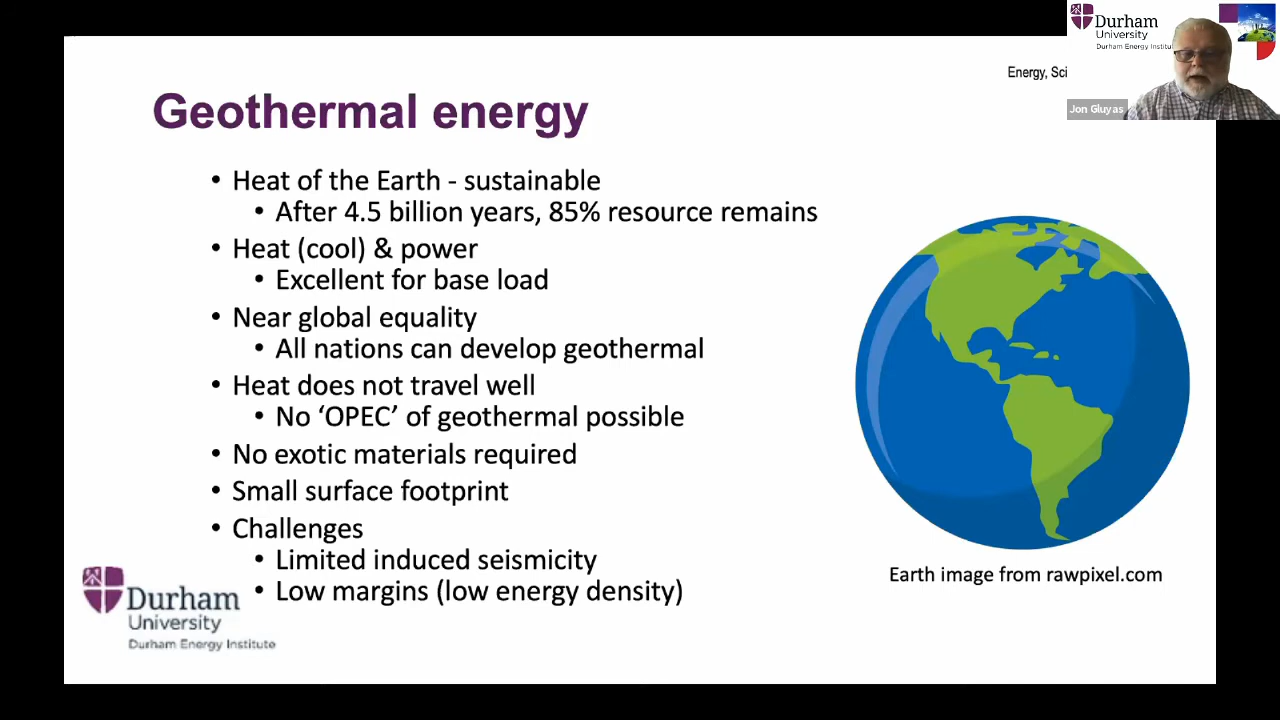 Durham
University
Durham Energy Institu
Energy, Sci
Jon Gluyas
Geothermal energy
• Heat of the Earth - sustainable
• After 4.5 billion years, 85% resource remains
• Heat (cool) & power
• Excellent for base load
• Near global equality
• All nations can develop geothermal
• Heat does not travel well
• No ‘OPEC’ of geothermal possible
• No exotic materials required
• Small surface footprint
• Challenges
• Limited induced seismicity
• Low margins (low energy density)
Earth image from rawpixel.com
Durham
University
Durham Energy Institute